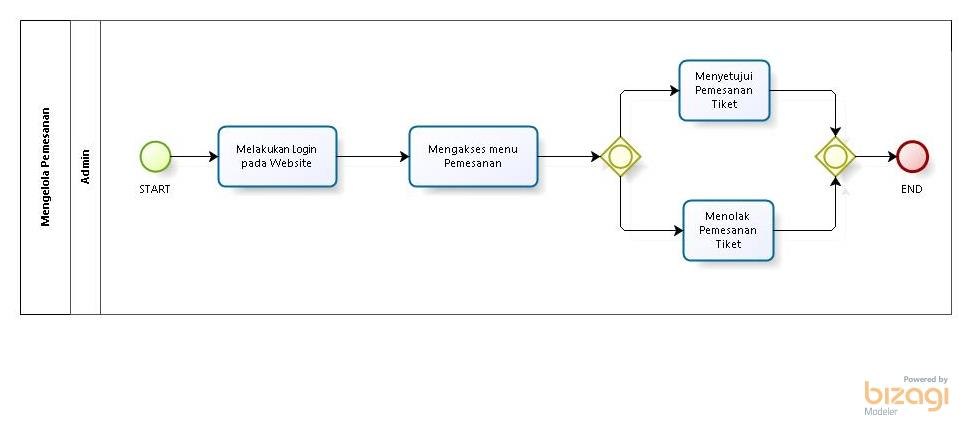 Mengelola Pemesanan
Admin
START
Melakukan Login
pada Website
Mengakses menu
Pemesanan
Menyetujui
Pemesanan
Tiket
Menolak
Pemesanan
Tiket
END
Powered by
bizagi
Modeler